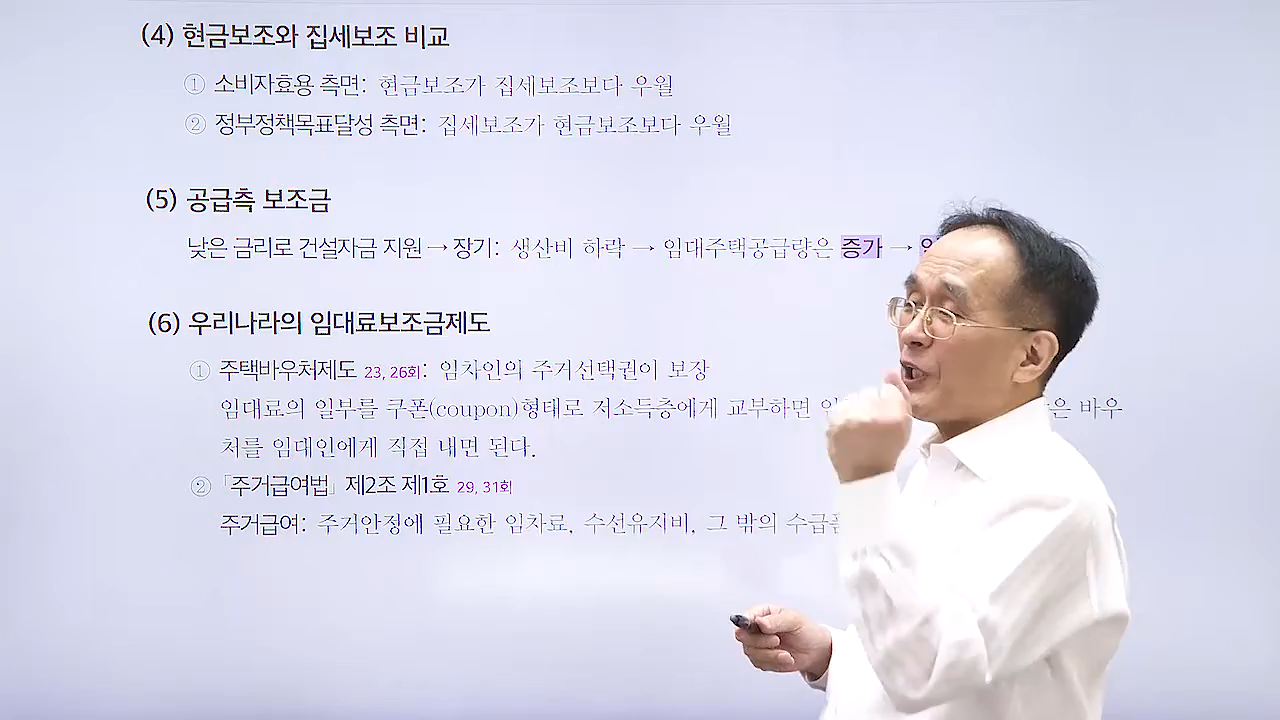 (4) 현금보조와 집세보조 비교
① 소비자효용 측면: 현금보조가 집세보조보다 우월
② 정부정책목표달성 측면: 집세보조가 현금보조보다 우월
(5) 공급측 보조금
낮은 금리로 건설자금 지원 → 장기: 생산비 하락 → 임대주택공급량은 증가 →
(6) 우리나라의 임대료보조금제도
① 주택바우처제도 23, 26회: 임차인의 주거선택권이 보장
임대료의 일부를 쿠폰(coupon)형태로 저소득층에게 교부하면 은 바우
처를 임대인에게 직접 내면 된다.
② 「주거급여법」 제2조 제1호 29, 31회
주거급여: 주거안정에 필요한 임차료, 수선유지비, 그 밖의